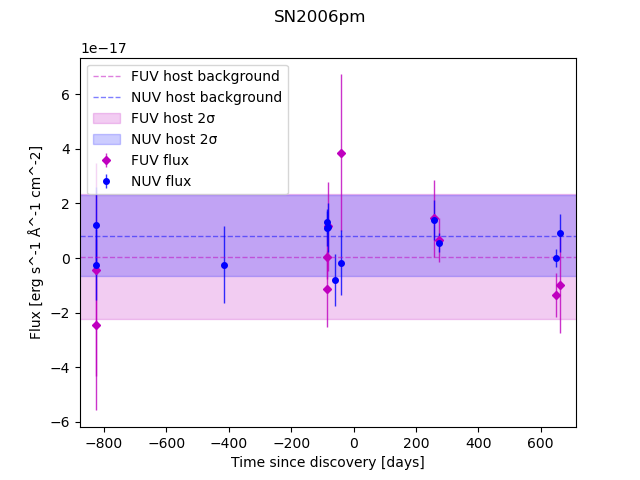 SN2006pm
1e−17
FUV host background
NUV host background
FUV host 2σ
NUV host 2σ
FUV flux
NUV flux
6
4
2
0
−2
−4
−6
Flux [erg s^-1 Å^-1 cm^-2]
−800 −600 −400 −200 0 200 400 600
Time since discovery [days]